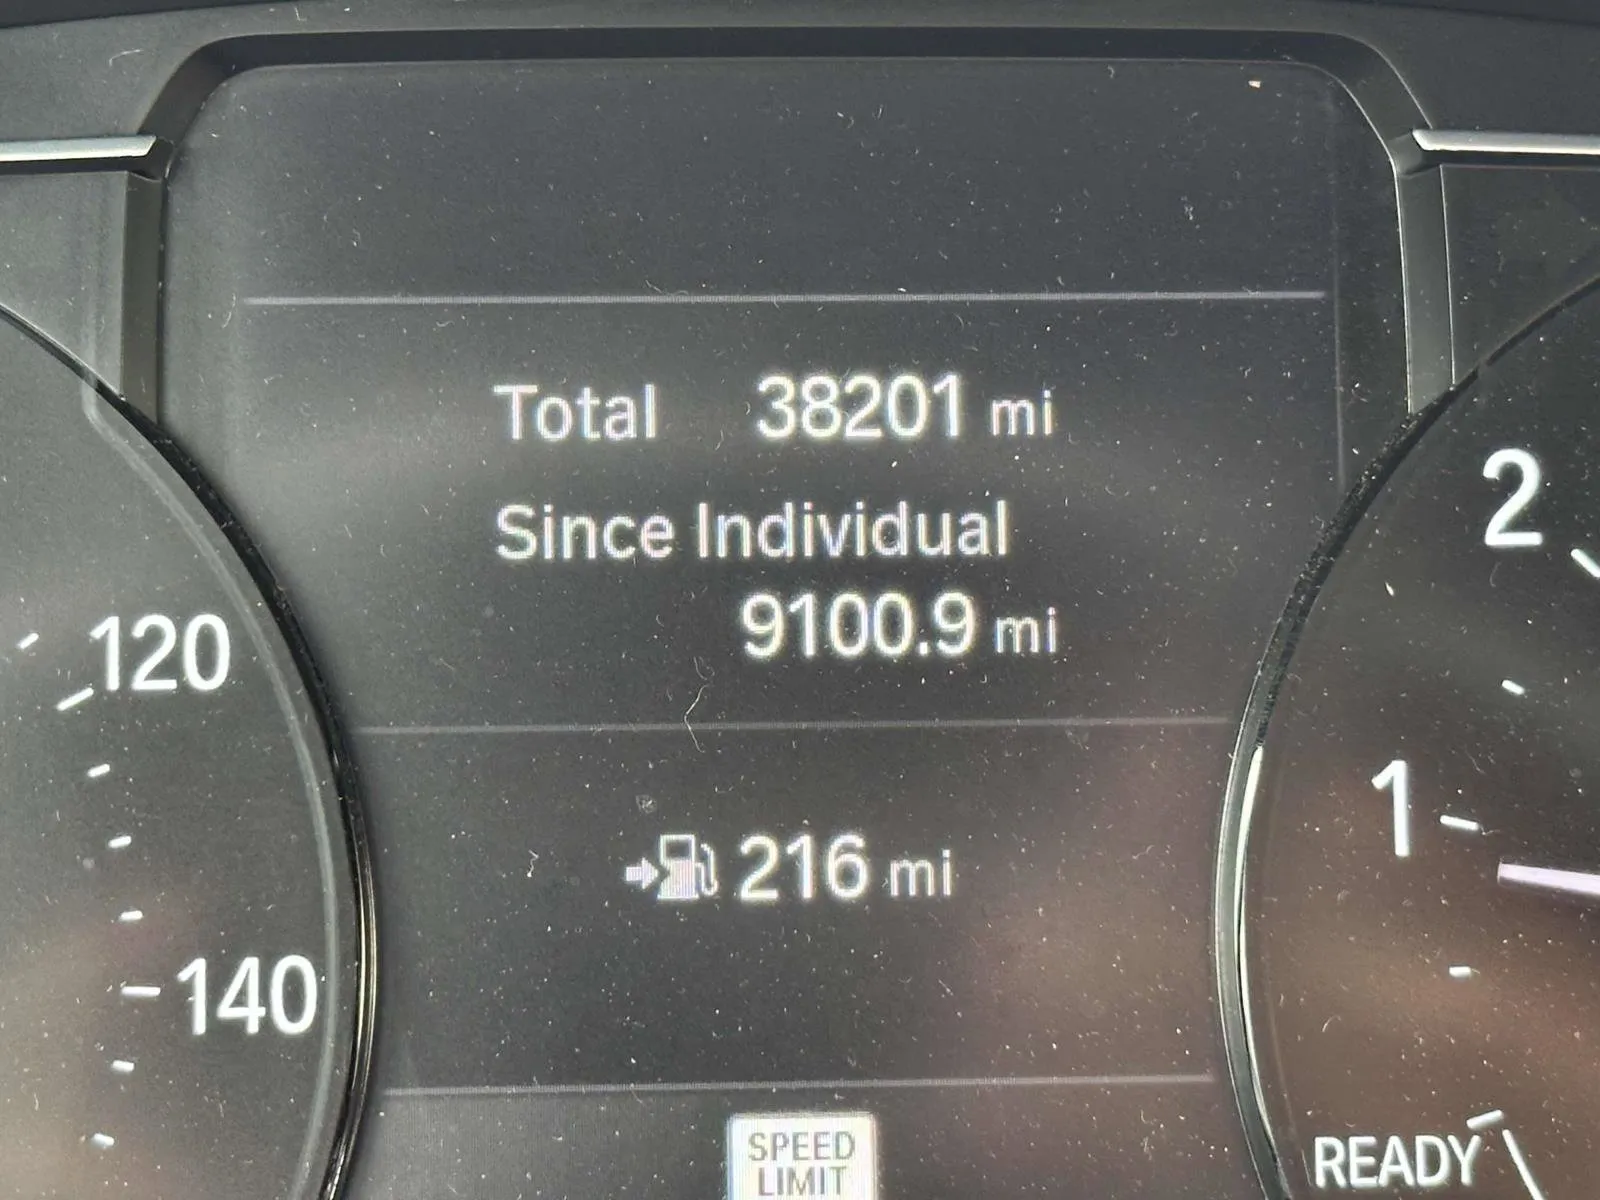 Total 38201 mi
Since Individual
9100.9 mi
216 mi
120
140
2
1
READY
SPEED
LIMIT